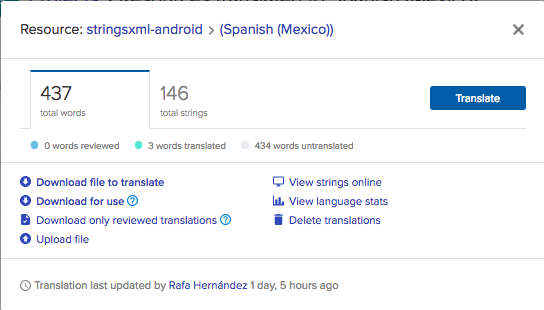 Resource: stringsxml-android > (Spanish (Mexico))
437
total words
146
total strings
Translate
0 words reviewed
3 words translated
434 words untranslated
Download file to translate
Download for use
Download only reviewed translations
Upload file
View strings online
View language stats
Delete translations
Translation last updated by Rafa Hernández 1 day, 5 hours ago